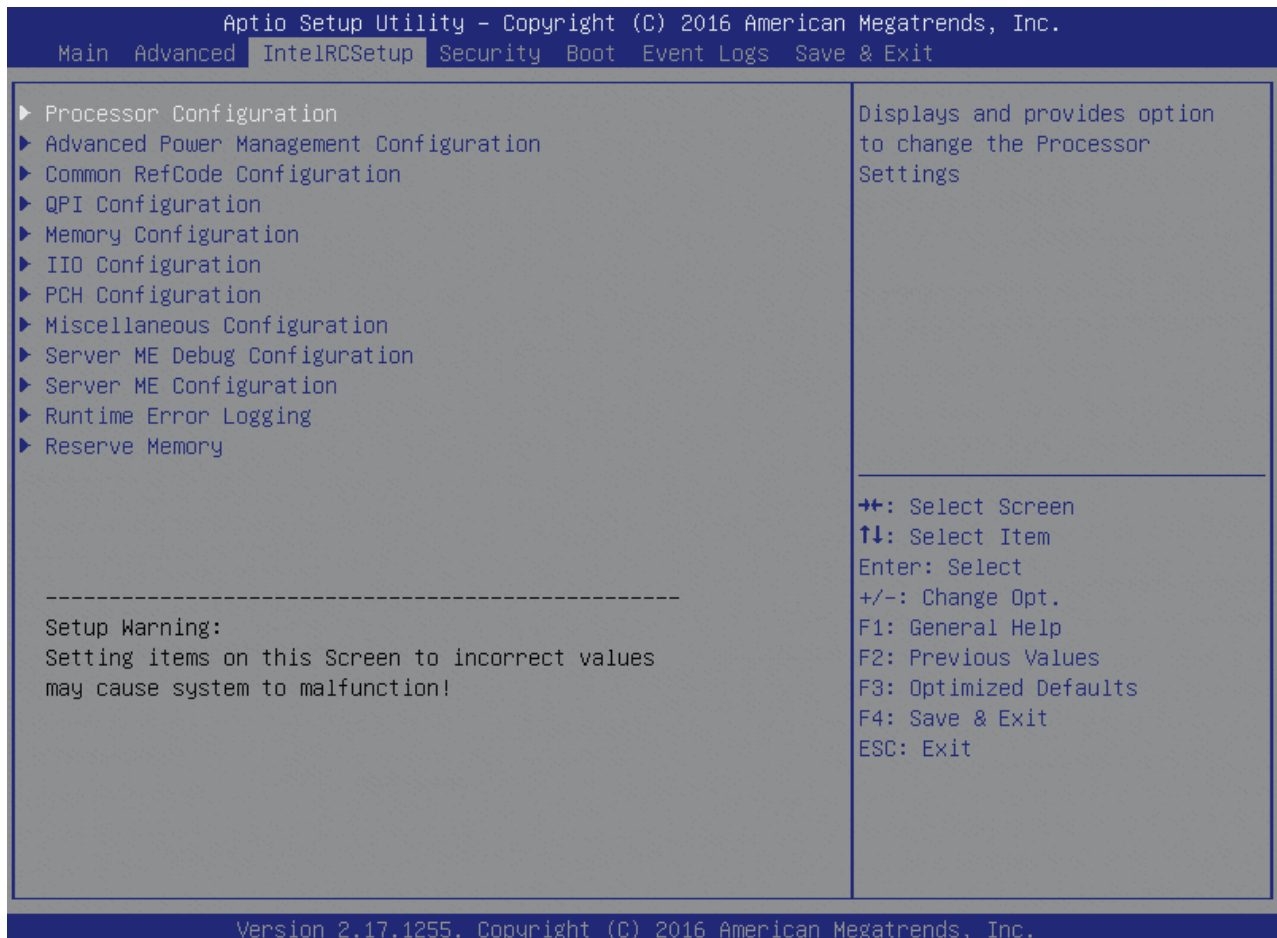 Aptio Setup Utility – Copyright (C) 2016 American Megatrends, Inc.
Main Advanced IntelRCSetup Security Boot Event Logs Save & Exit
▶ Processor Configuration
▶ Advanced Power Management Configuration
▶ Common RefCode Configuration
▶ QPI Configuration
▶ Memory Configuration
▶ IIO Configuration
▶ PCH Configuration
▶ Miscellaneous Configuration
▶ Server ME Debug Configuration
▶ Server ME Configuration
▶ Runtime Error Logging
▶ Reserve Memory
--------------------------------------------------
Setup Warning:
Setting items on this Screen to incorrect values
may cause system to malfunction!
Displays and provides option
to change the Processor
Settings
→←: Select Screen
↑↓: Select Item
Enter: Select
+/-: Change Opt.
F1: General Help
F2: Previous Values
F3: Optimized Defaults
F4: Save & Exit
ESC: Exit
Version 2.17.1255. Copyright (C) 2016 American Megatrends, Inc.